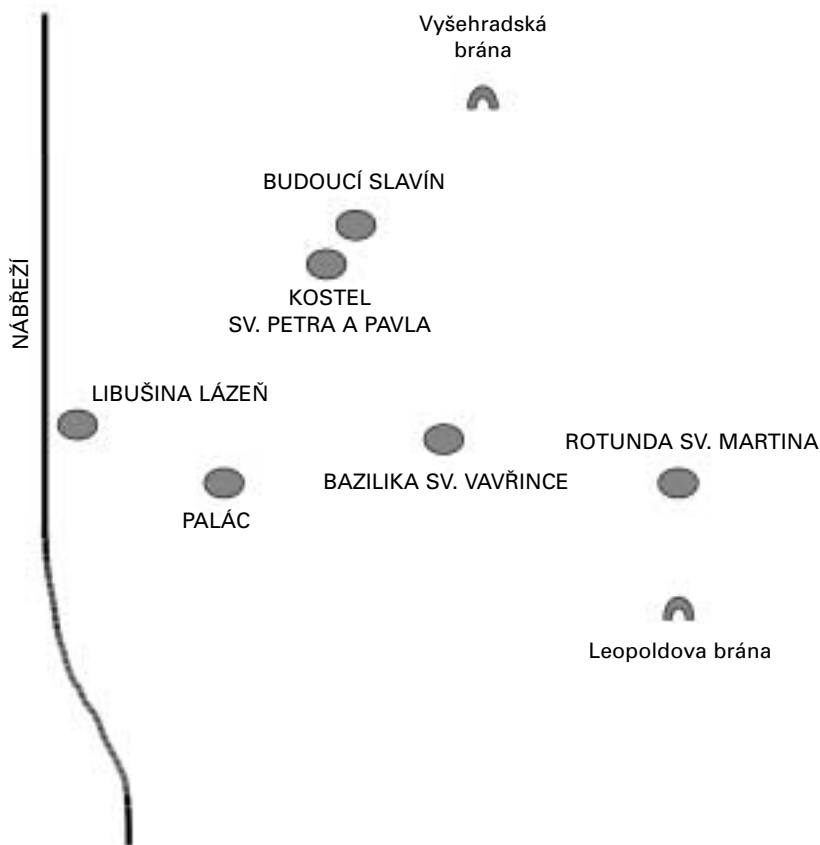 Vyšehradská
brána
BUDOUCÍ SLAVÍN
KOSTEL
SV. PETRA A PAVLA
NÁBŘEŽÍ
LIBUŠINA LÁZEŇ
ROTUNDA SV. MARTINA
BAZILIKA SV. VAVŘINCE
PALÁC
Leopoldova brána